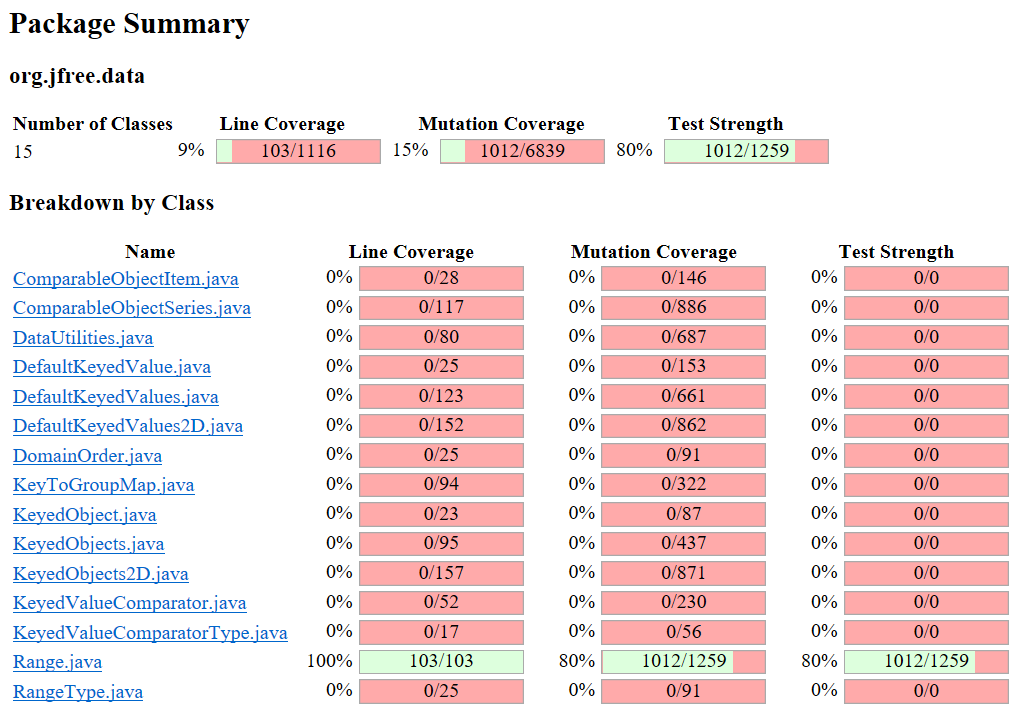 Package Summary
org.jfree.data
Number of Classes Line Coverage Mutation Coverage Test Strength
15 9% 103/1116 15% 1012/6839 80% 1012/1259
Breakdown by Class
Name Line Coverage Mutation Coverage Test Strength
ComparableObjectItem.java 0% 0/28 0% 0/146 0% 0/0
ComparableObjectSeries.java 0% 0/117 0% 0/886 0% 0/0
DataUtilities.java 0% 0/80 0% 0/687 0% 0/0
DefaultKeyedValue.java 0% 0/25 0% 0/153 0% 0/0
DefaultKeyedValues.java 0% 0/123 0% 0/661 0% 0/0
DefaultKeyedValues2D.java 0% 0/152 0% 0/862 0% 0/0
DomainOrder.java 0% 0/25 0% 0/91 0% 0/0
KeyToGroupMap.java 0% 0/94 0% 0/322 0% 0/0
KeyedObject.java 0% 0/23 0% 0/87 0% 0/0
KeyedObjects.java 0% 0/95 0% 0/437 0% 0/0
KeyedObjects2D.java 0% 0/157 0% 0/871 0% 0/0
KeyedValueComparator.java 0% 0/52 0% 0/230 0% 0/0
KeyedValueComparatorType.java 0% 0/17 0% 0/56 0% 0/0
Range.java 100% 103/103 80% 1012/1259 80% 1012/1259
RangeType.java 0% 0/25 0% 0/91 0% 0/0